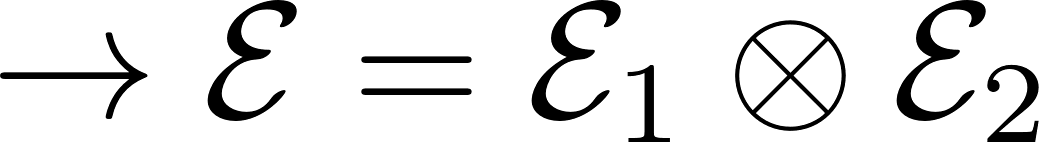 → ℰ = ℰ₁ ⊗ ℰ₂